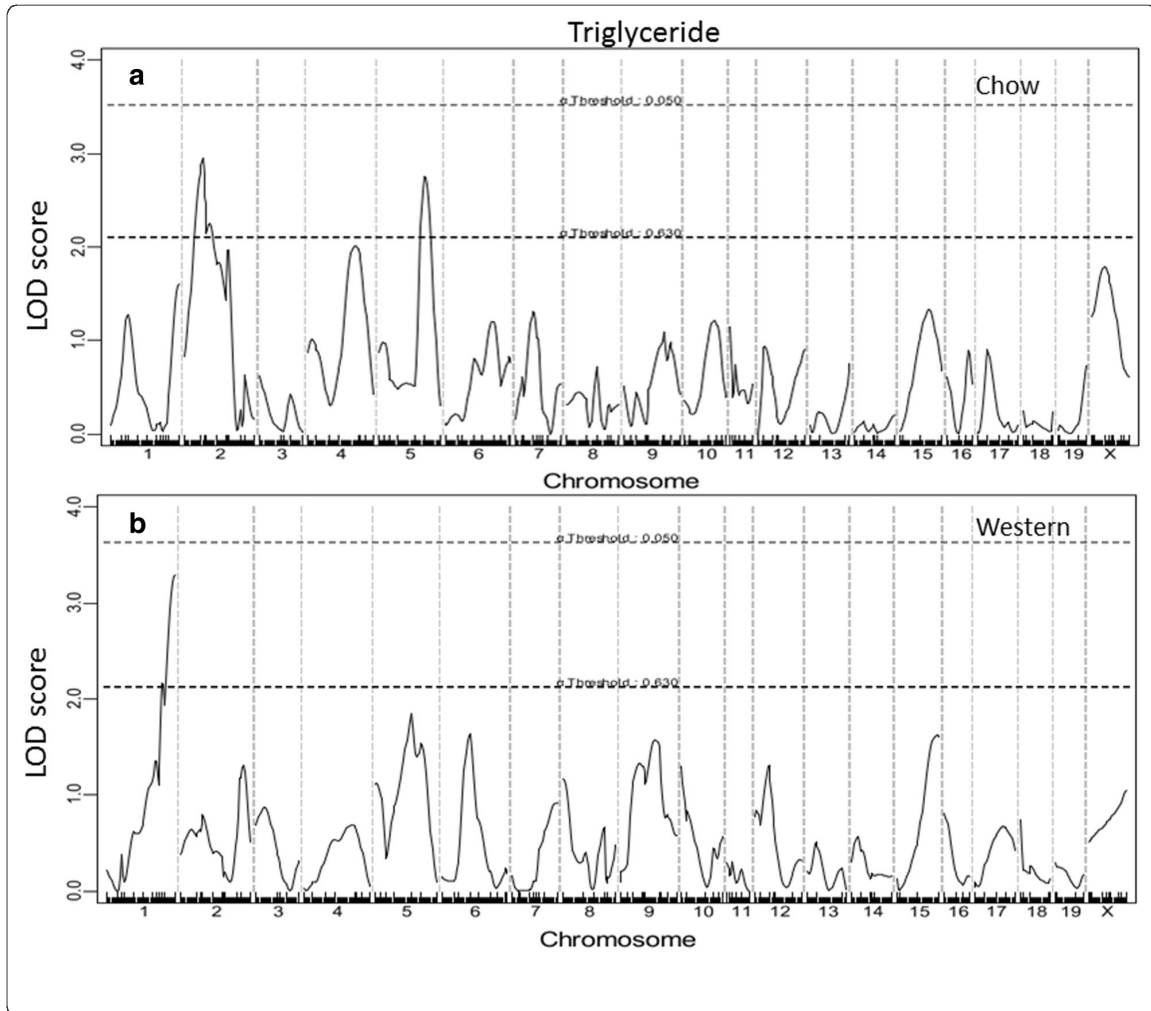 Triglyceride
a
Chow
4.0
α Threshold : 0.050
3.0
2.0
α Threshold : 0.630
1.0
0.0
LOD score
1 2 3 4 5 6 7 8 9 10 11 12 13 14 15 16 17 18 19 X
Chromosome
b
Western
4.0
α Threshold : 0.050
3.0
2.0
α Threshold : 0.630
1.0
0.0
LOD score
1 2 3 4 5 6 7 8 9 10 11 12 13 14 15 16 17 18 19 X
Chromosome